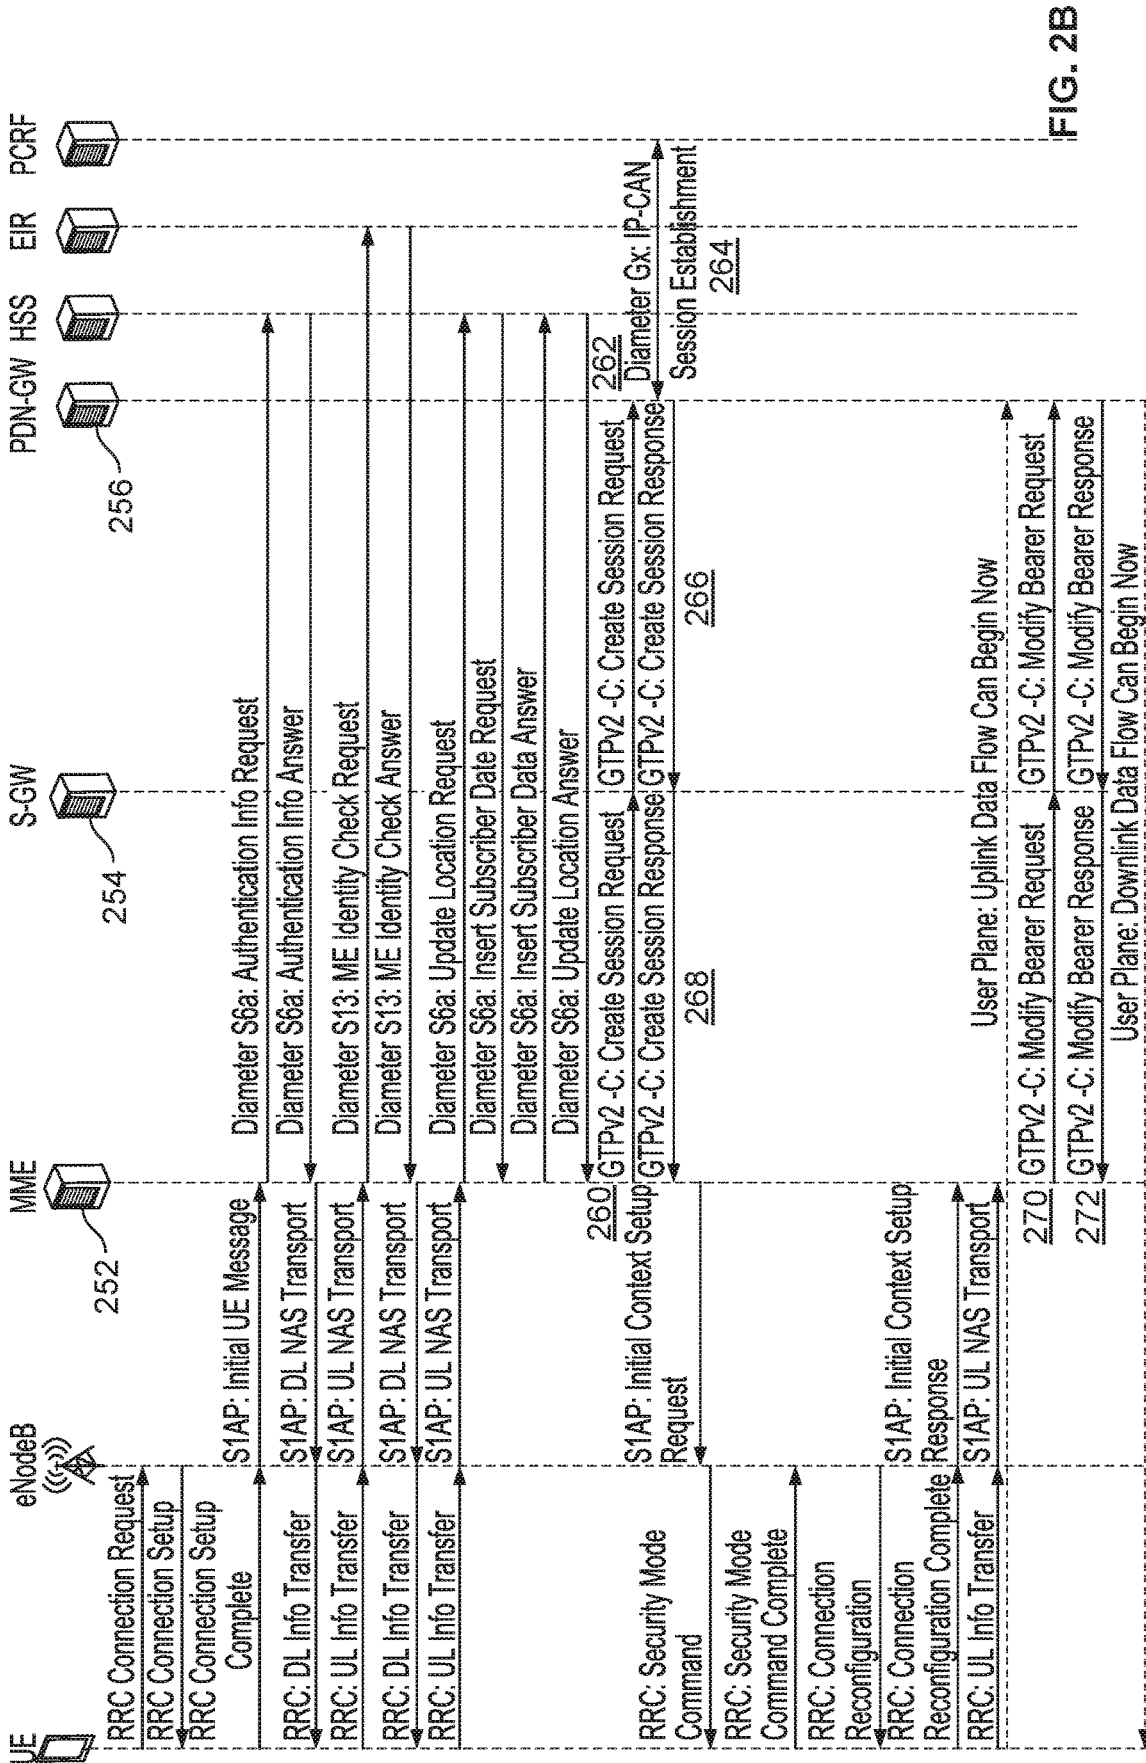 UE
eNodeB
MME
S-GW
PDN-GW
HSS
EIR
PCRF
252
254
256
RRC Connection Request
RRC Connection Setup
RRC Connection Setup
Complete
S1AP: Initial UE Message
Diameter S6a: Authentication Info Request
Diameter S6a: Authentication Info Answer
RRC: DL Info Transfer
S1AP: DL NAS Transport
RRC: UL Info Transfer
S1AP: UL NAS Transport
Diameter S13: ME Identity Check Request
Diameter S13: ME Identity Check Answer
RRC: DL Info Transfer
S1AP: DL NAS Transport
RRC: UL Info Transfer
S1AP: UL NAS Transport
Diameter S6a: Update Location Request
Diameter S6a: Insert Subscriber Date Request
Diameter S6a: Insert Subscriber Data Answer
Diameter S6a: Update Location Answer
260
GTPv2 -C: Create Session Request
GTPv2 -C: Create Session Request
262
Diameter Gx: IP-CAN
Session Establishment
264
GTPv2 -C: Create Session Response
GTPv2 -C: Create Session Response
268
266
S1AP: Initial Context Setup
Request
RRC: Security Mode
Command
RRC: Security Mode
Command Complete
RRC: Connection
Reconfiguration
RRC: Connection
Reconfiguration Complete
S1AP: Initial Context Setup
Response
RRC: UL Info Transfer
S1AP: UL NAS Transport
User Plane: Uplink Data Flow Can Begin Now
270
GTPv2 -C: Modify Bearer Request
GTPv2 -C: Modify Bearer Request
272
GTPv2 -C: Modify Bearer Response
GTPv2 -C: Modify Bearer Response
User Plane: Downlink Data Flow Can Begin Now
FIG. 2B